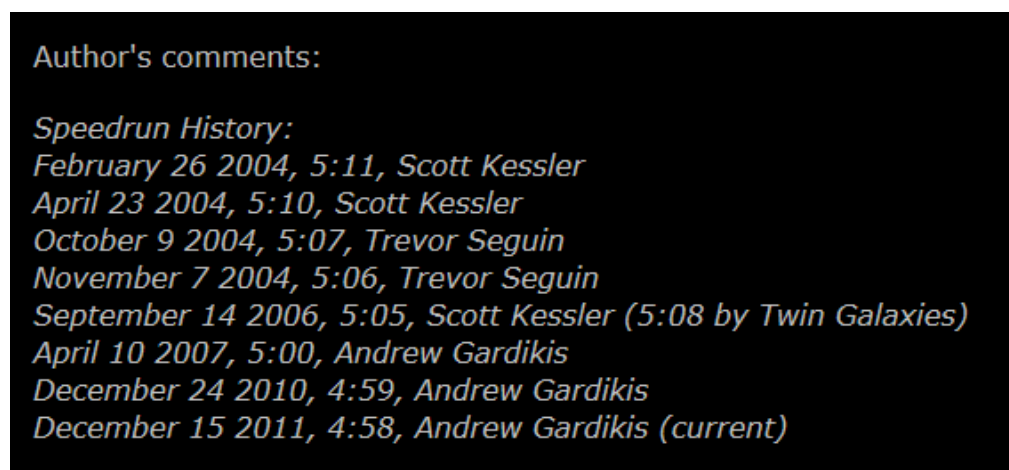 Author's comments:
Speedrun History:
February 26 2004, 5:11, Scott Kessler
April 23 2004, 5:10, Scott Kessler
October 9 2004, 5:07, Trevor Seguin
November 7 2004, 5:06, Trevor Seguin
September 14 2006, 5:05, Scott Kessler (5:08 by Twin Galaxies)
April 10 2007, 5:00, Andrew Gardikis
December 24 2010, 4:59, Andrew Gardikis
December 15 2011, 4:58, Andrew Gardikis (current)